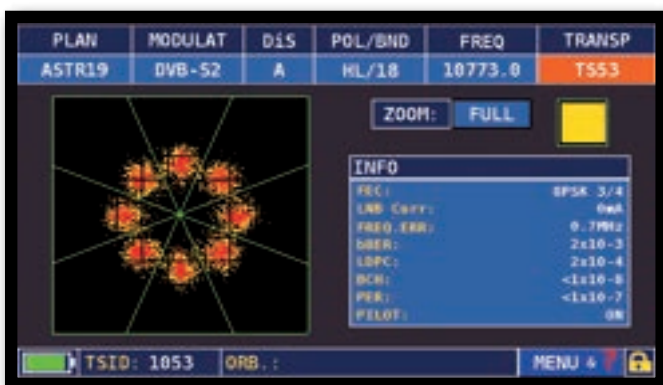 PLAN MODULAT DiS POL/BND FREQ TRANSP
ASTR19 DVB-S2 A HL/18 10773.0 TS53
ZOOM: FULL
INFO
FEC: 8PSK 3/4
LNB Curr: 0mA
FREQ.ERR: 0.7MHz
bBER: 2x10-3
LDPC: 2x10-4
BCH: <1x10-8
PER: <1x10-7
PILOT: ON
TSID: 1053 ORB.: MENU & ?